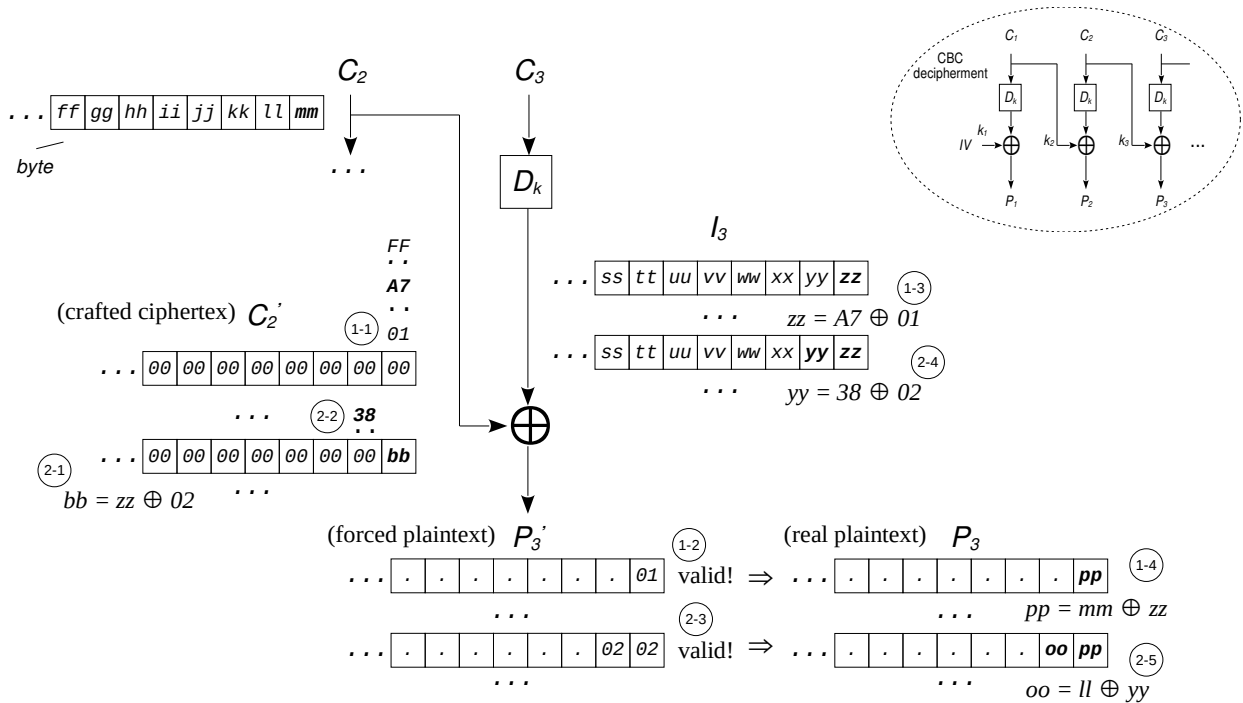 C1 C2 C3
CBC decipherment
Dk Dk Dk
k1 k2 k3
IV ...
P1 P2 P3
C2 C3
... ff gg hh ii jj kk ll mm
byte
...
Dk
I3
... ss tt uu vv ww xx yy zz
1-3
...
zz = A7 ⊕ 01
... ss tt uu vv ww xx yy zz
2-4
...
yy = 38 ⊕ 02
FF
..
A7
..
01
(crafted ciphertex) C2'
1-1
... 00 00 00 00 00 00 00 00
...
2-2 38
..
... 00 00 00 00 00 00 00 bb
2-1
bb = zz ⊕ 02
...
(forced plaintext) P3'
1-2
... . . . . . . . 01 valid! ⇒
...
2-3
... . . . . . . 02 02 valid! ⇒
...
(real plaintext) P3
... . . . . . . . pp
1-4
...
pp = mm ⊕ zz
... . . . . . . oo pp
2-5
...
oo = ll ⊕ yy